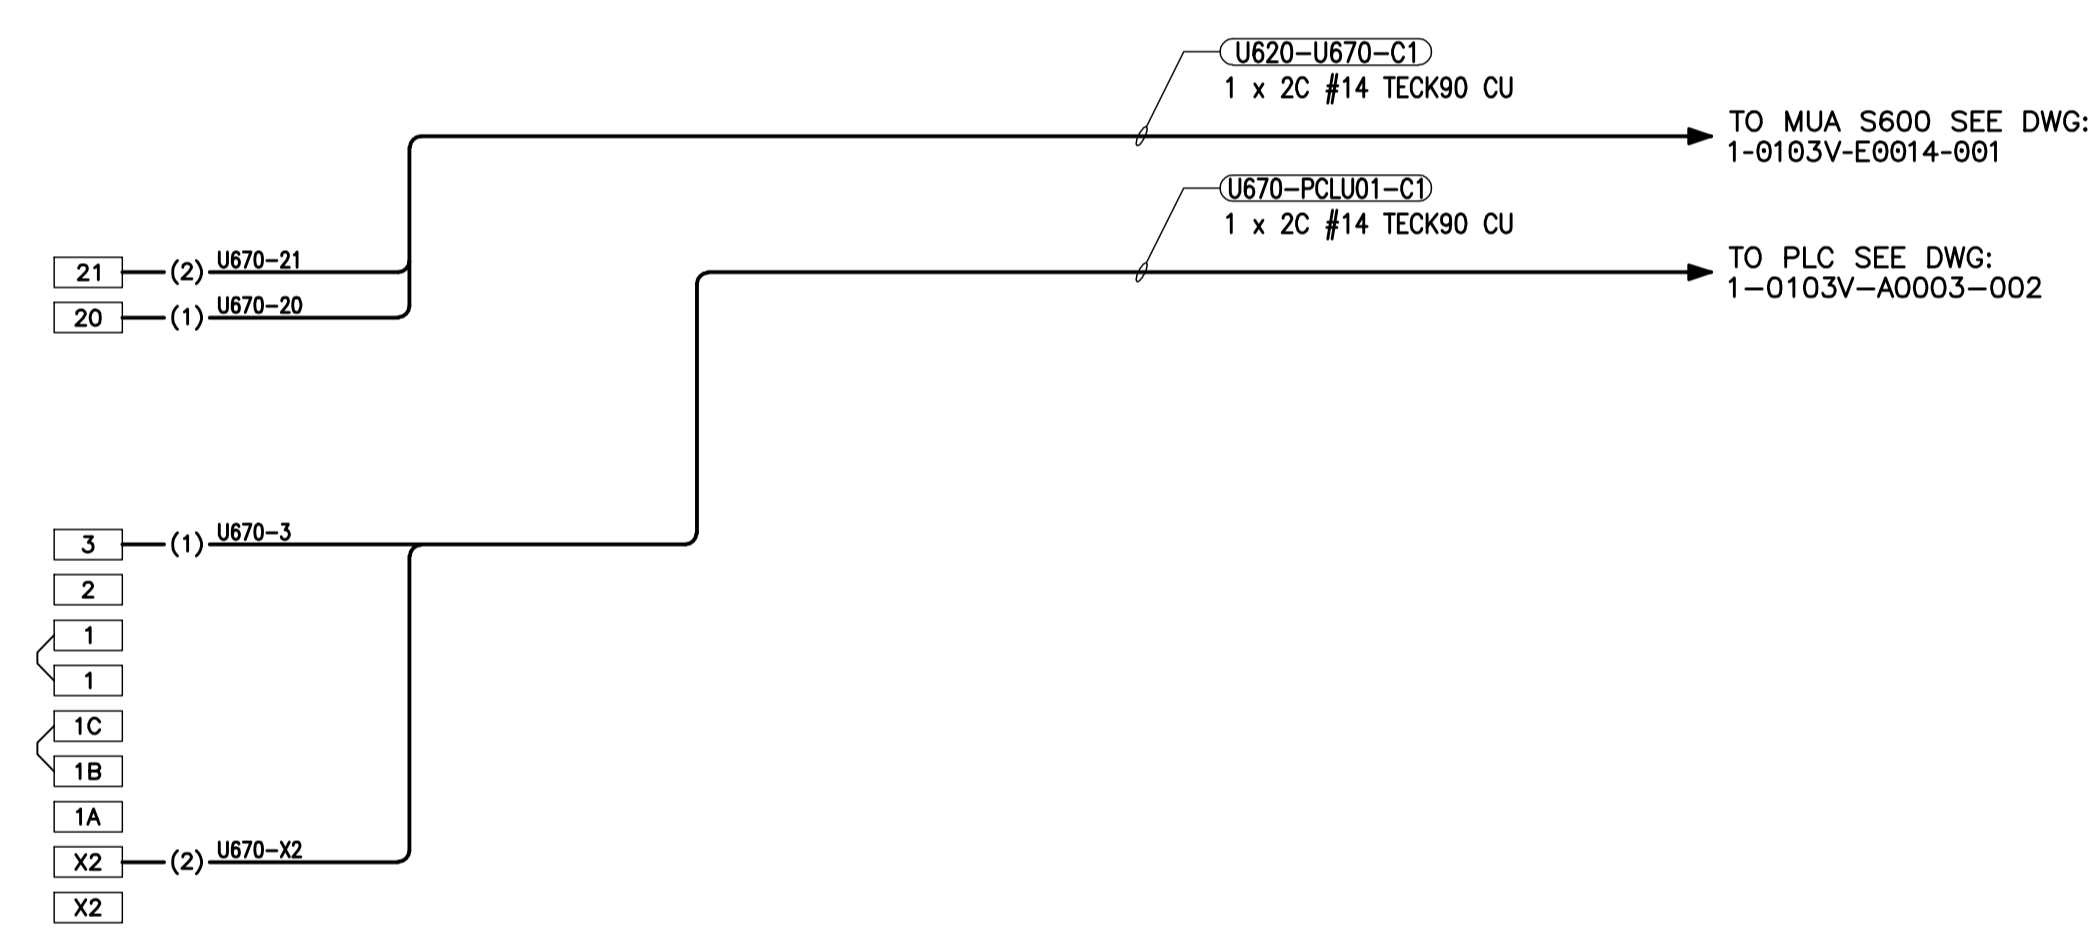 U620-U670-C1
1 x 2C #14 TECK90 CU
TO MUA S600 SEE DWG:
1-0103V-E0014-001
U670-PCLU01-C1
1 x 2C #14 TECK90 CU
TO PLC SEE DWG:
1-0103V-A0003-002
21 (2) U670-21
20 (1) U670-20
3 (1) U670-3
2
1
1
1C
1B
1A
X2 (2) U670-X2
X2